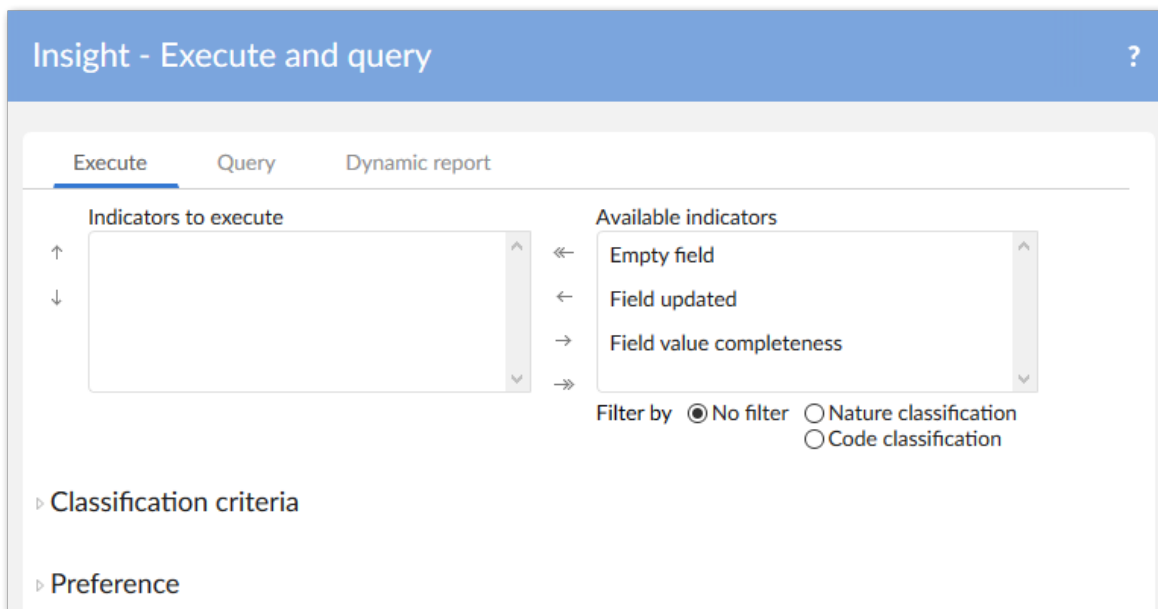 Insight - Execute and query
?
Execute Query Dynamic report
Indicators to execute
Available indicators
Empty field
Field updated
Field value completeness
Filter by No filter Nature classification
Code classification
Classification criteria
Preference